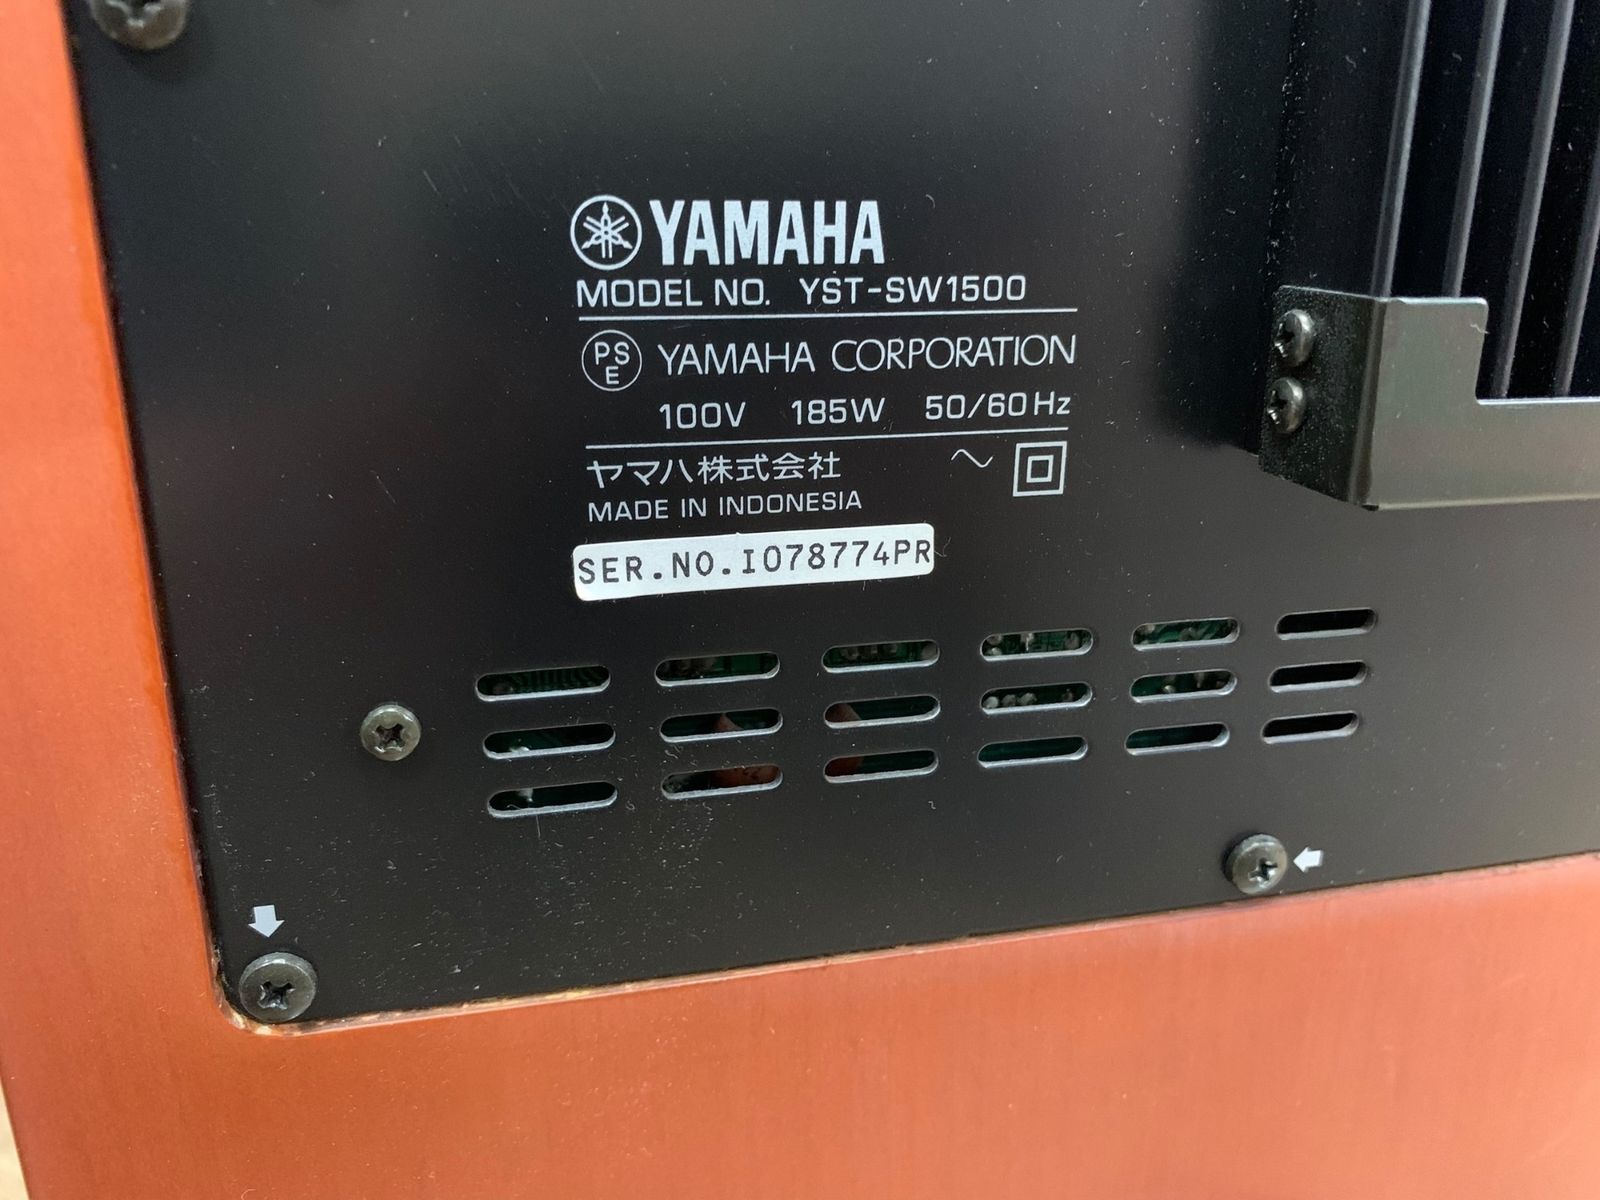 YAMAHA
MODEL NO. YST-SW1500
PSE YAMAHA CORPORATION
100V 185W 50/60Hz
ヤマハ株式会社
MADE IN INDONESIA
SER.NO.I078774PR